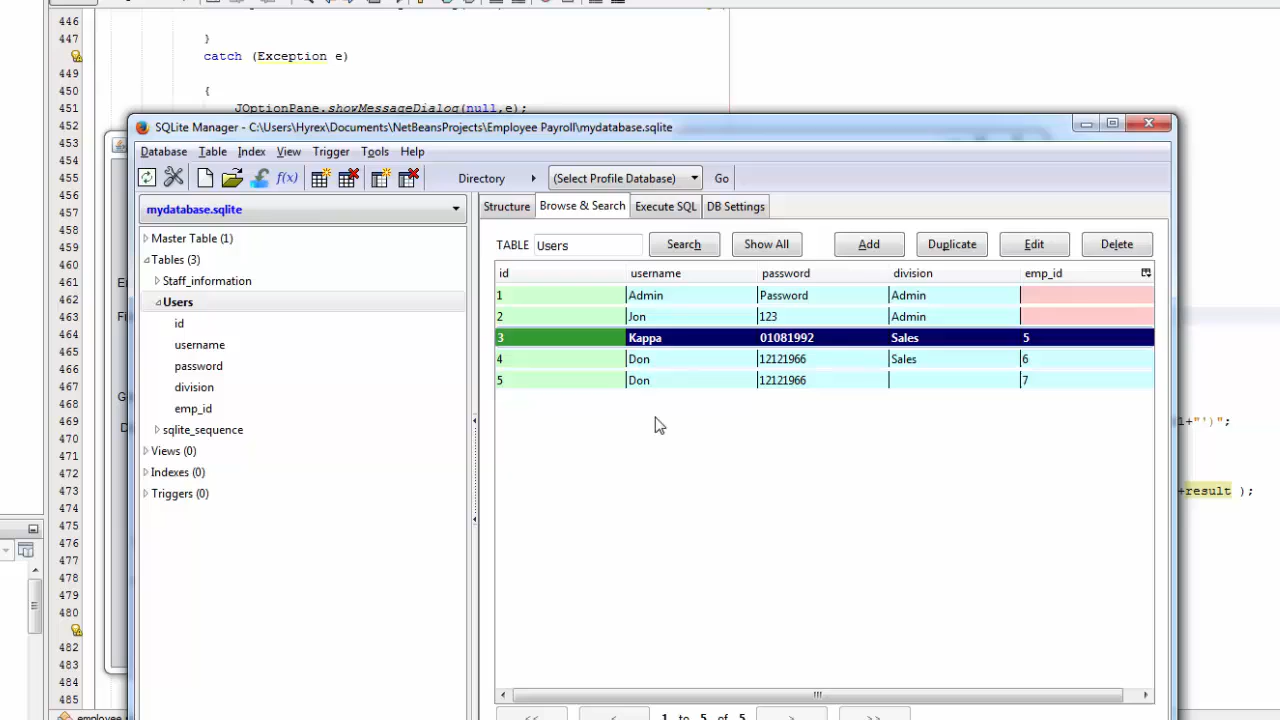 446
447
}
catch (Exception e)
449
450
{
451
JOptionPane.showMessageDialog(null,e);
452
SQLite Manager - C:\Users\Hyrex\Documents\NetBeansProjects\Employee Payroll\mydatabase.sqlite
453
Database Table Index View Trigger Tools Help
454
455
Directory (Select Profile Database) Go
456
mydatabase.sqlite
Structure Browse & Search Execute SQL DB Settings
457
458
Master Table (1)
TABLE Users Search Show All Add Duplicate Edit Delete
459
Tables (3)
460
Staff_information
id username password division emp_id
461
Users
1 Admin Password Admin
462
id
2 Jon 123 Admin
463
username
3 Kappa 01081992 Sales 5
464
465
password
4 Don 12121966 Sales 6
466
division
5 Don 12121966 7
467
emp_id
468
469
sqlite_sequence
l+"')";
470
Views (0)
471
Indexes (0)
472
Triggers (0)
473
+result );
474
475
476
477
478
479
480
482
483
484
485
employee
<< < 1 to 5 of 5 > >>